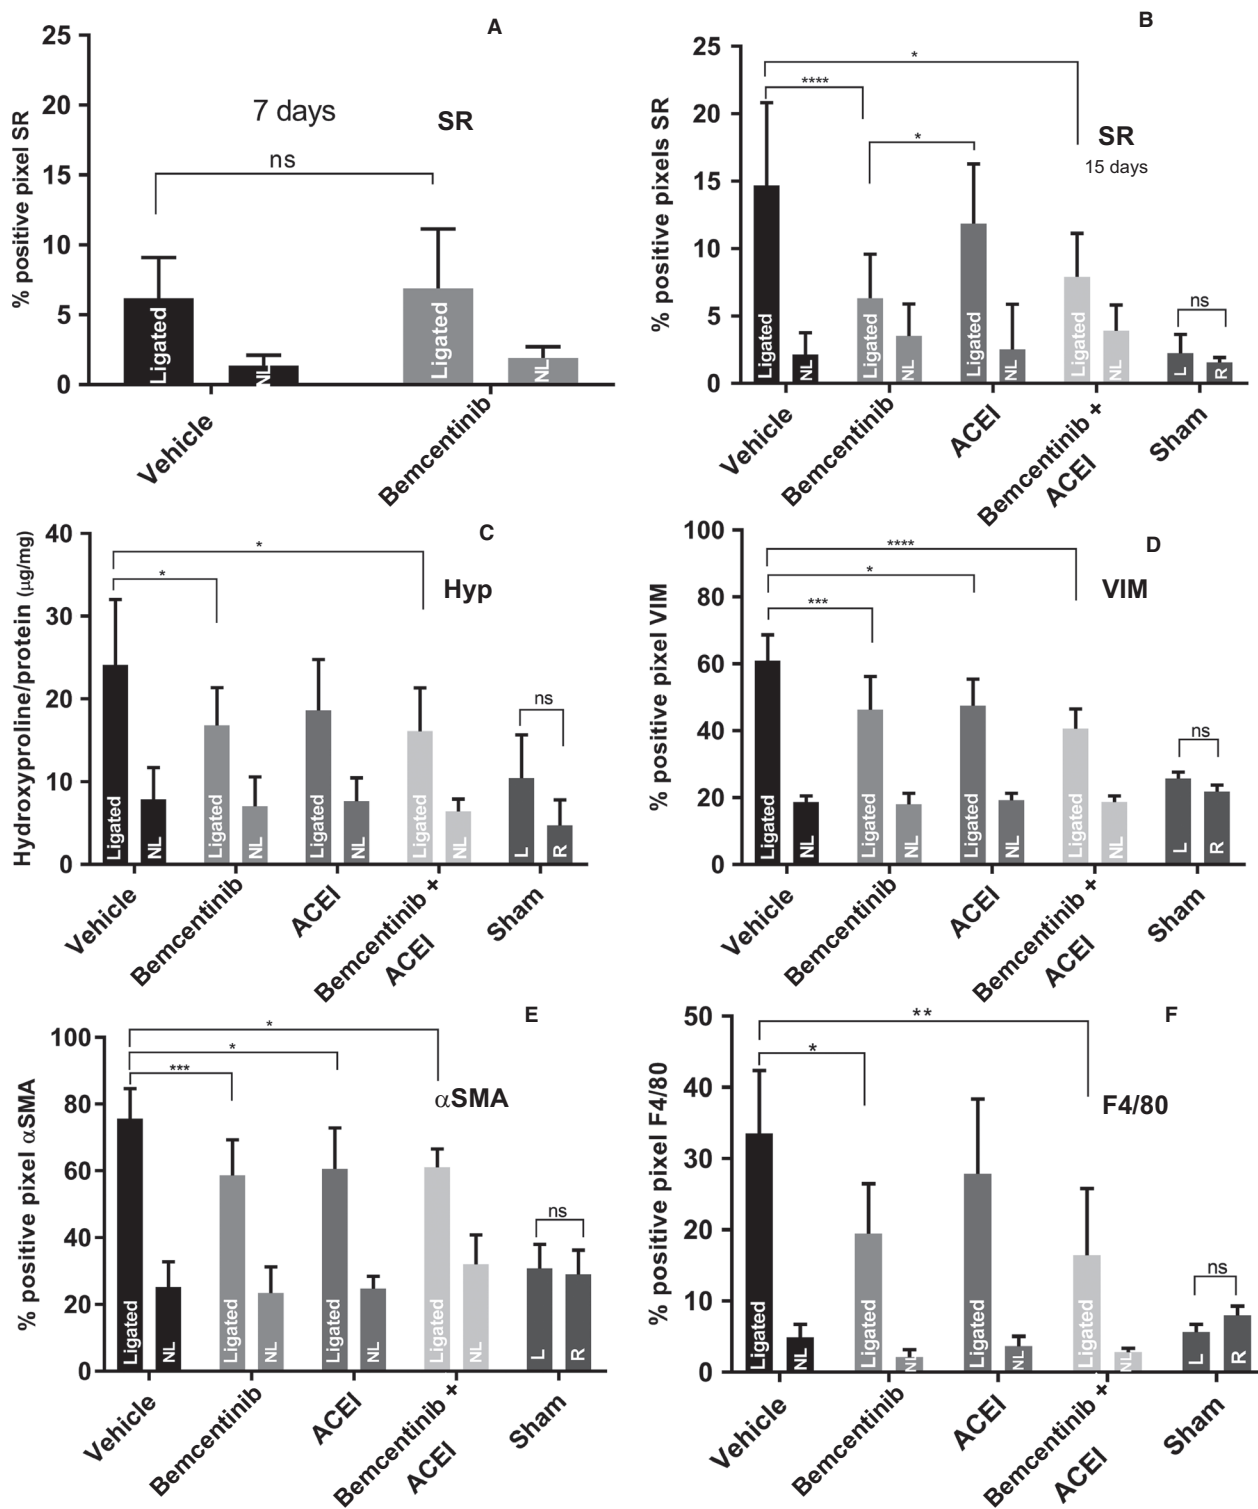 A
% positive pixel SR
25
20
15
10
5
0
7 days
SR
ns
Ligated
NL
Ligated
NL
Vehicle
Bemcentinib
B
% positive pixels SR
25
20
15
10
5
0
*
****
*
SR
15 days
ns
Ligated
NL
Ligated
NL
Ligated
NL
Ligated
NL
L
R
Vehicle
Bemcentinib
ACEI
Bemcentinib +
ACEI
Sham
C
Hydroxyproline/protein (µg/mg)
40
30
20
10
0
*
*
Hyp
ns
Ligated
NL
Ligated
NL
Ligated
NL
Ligated
NL
L
R
Vehicle
Bemcentinib
ACEI
Bemcentinib +
ACEI
Sham
D
% positive pixel VIM
100
80
60
40
20
0
****
*
***
VIM
ns
Ligated
NL
Ligated
NL
Ligated
NL
Ligated
NL
L
R
Vehicle
Bemcentinib
ACEI
Bemcentinib +
ACEI
Sham
E
% positive pixel αSMA
100
80
60
40
20
0
*
*
***
αSMA
ns
Ligated
NL
Ligated
NL
Ligated
NL
Ligated
NL
L
R
Vehicle
Bemcentinib
ACEI
Bemcentinib +
ACEI
Sham
F
% positive pixel F4/80
50
40
30
20
10
0
**
*
F4/80
ns
Ligated
NL
Ligated
NL
Ligated
NL
Ligated
NL
L
R
Vehicle
Bemcentinib
ACEI
Bemcentinib +
ACEI
Sham